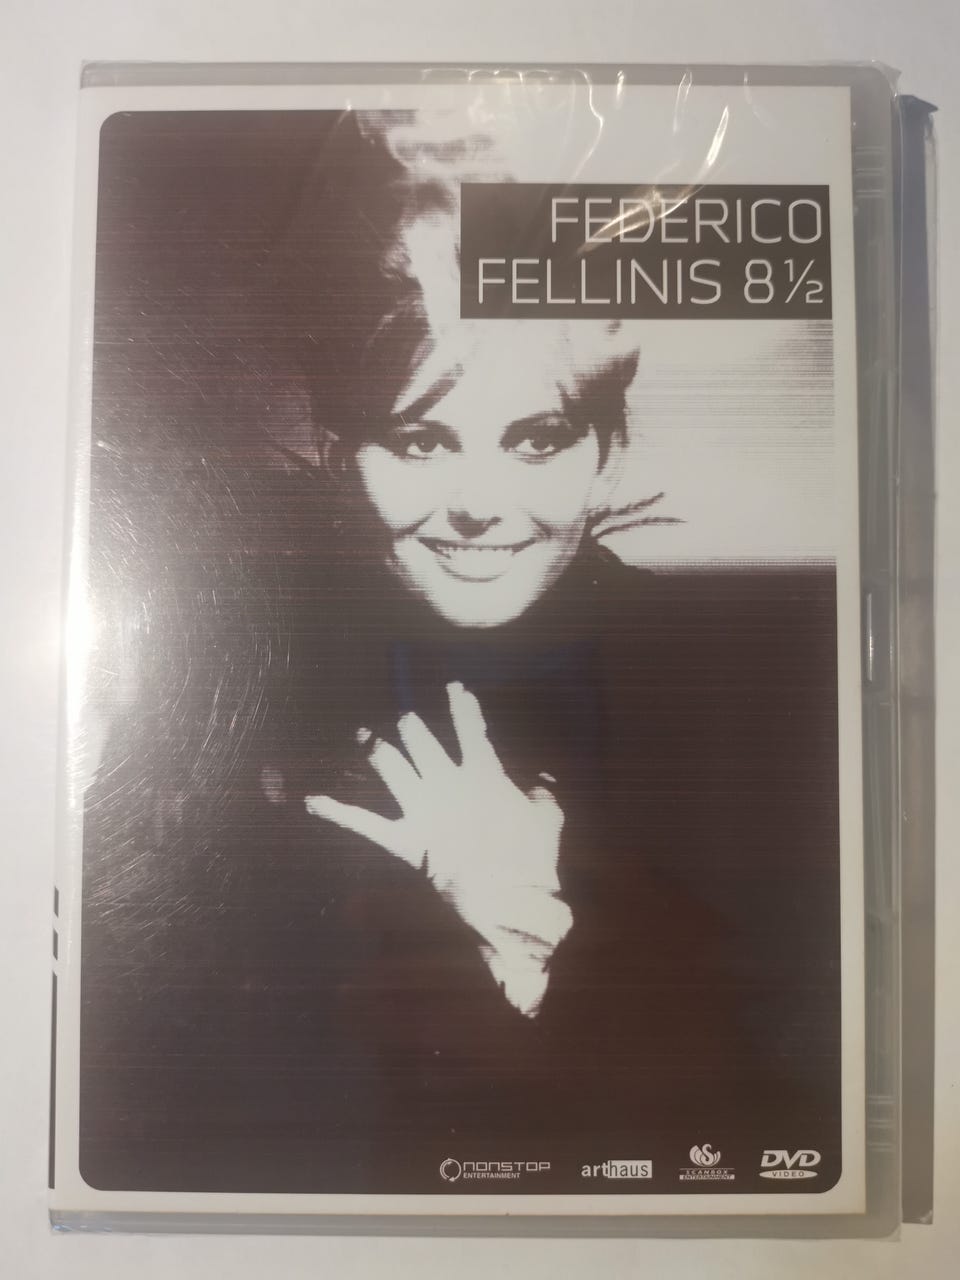 FEDERICO
FELLINIS 8½
NONSTOP
ENTERTAINMENT
arthaus
SCANBOX
ENTERTAINMENT
DVD
VIDEO